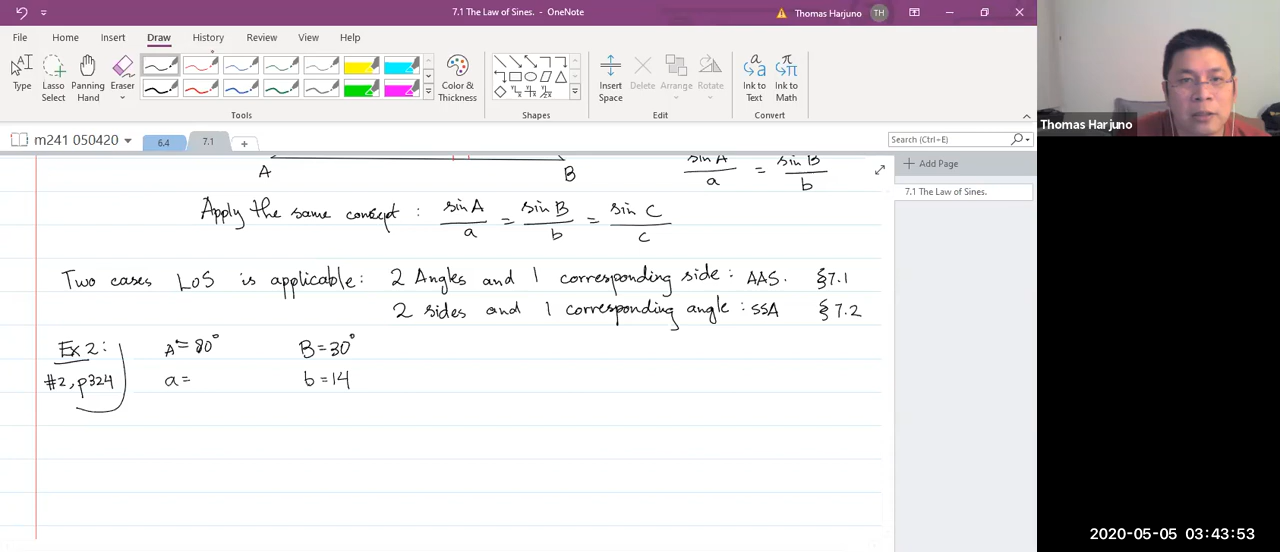 7.1 The Law of Sines. - OneNote
Thomas Harjuno TH
File Home Insert Draw History Review View Help
Type Lasso Select Panning Hand Eraser
Color & Thickness
Insert Space Delete Arrange Rotate
Ink to Text Ink to Math
Tools Shapes Edit Convert
m241 050420 6.4 7.1
Search (Ctrl+E)
Add Page
7.1 The Law of Sines.
A B
sin A / a = sin B / b
Apply the same concept : sin A / a = sin B / b = sin C / c
Two cases LoS is applicable: 2 Angles and 1 corresponding side : AAS. §7.1
2 sides and 1 corresponding angle : SSA §7.2
Ex 2: A = 80° B = 30°
#2, p324 a = b = 14
Thomas Harjuno
2020-05-05 03:43:53